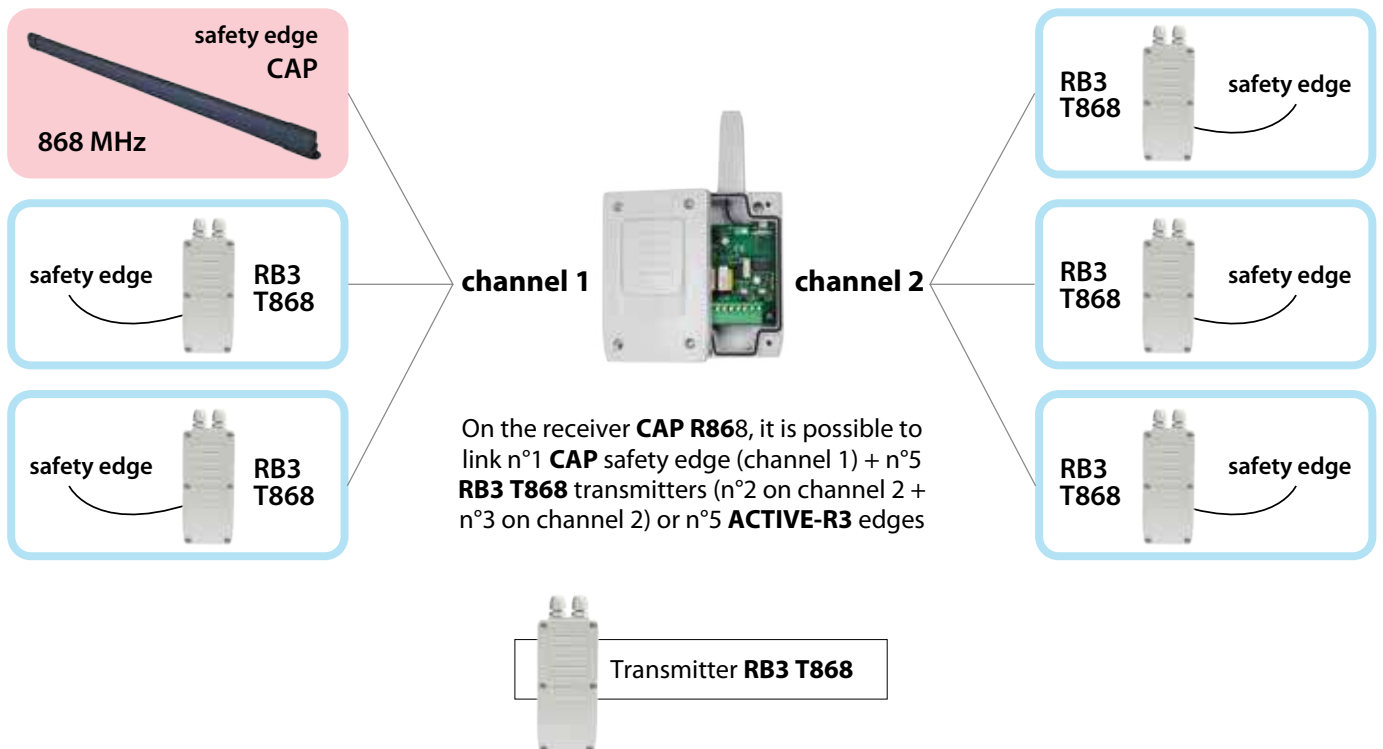 safety edge
CAP
868 MHz
safety edge
RB3
T868
safety edge
RB3
T868
channel 1
channel 2
RB3
T868
safety edge
RB3
T868
safety edge
RB3
T868
safety edge
On the receiver CAP R868, it is possible to
link n°1 CAP safety edge (channel 1) + n°5
RB3 T868 transmitters (n°2 on channel 2 +
n°3 on channel 2) or n°5 ACTIVE-R3 edges
Transmitter RB3 T868